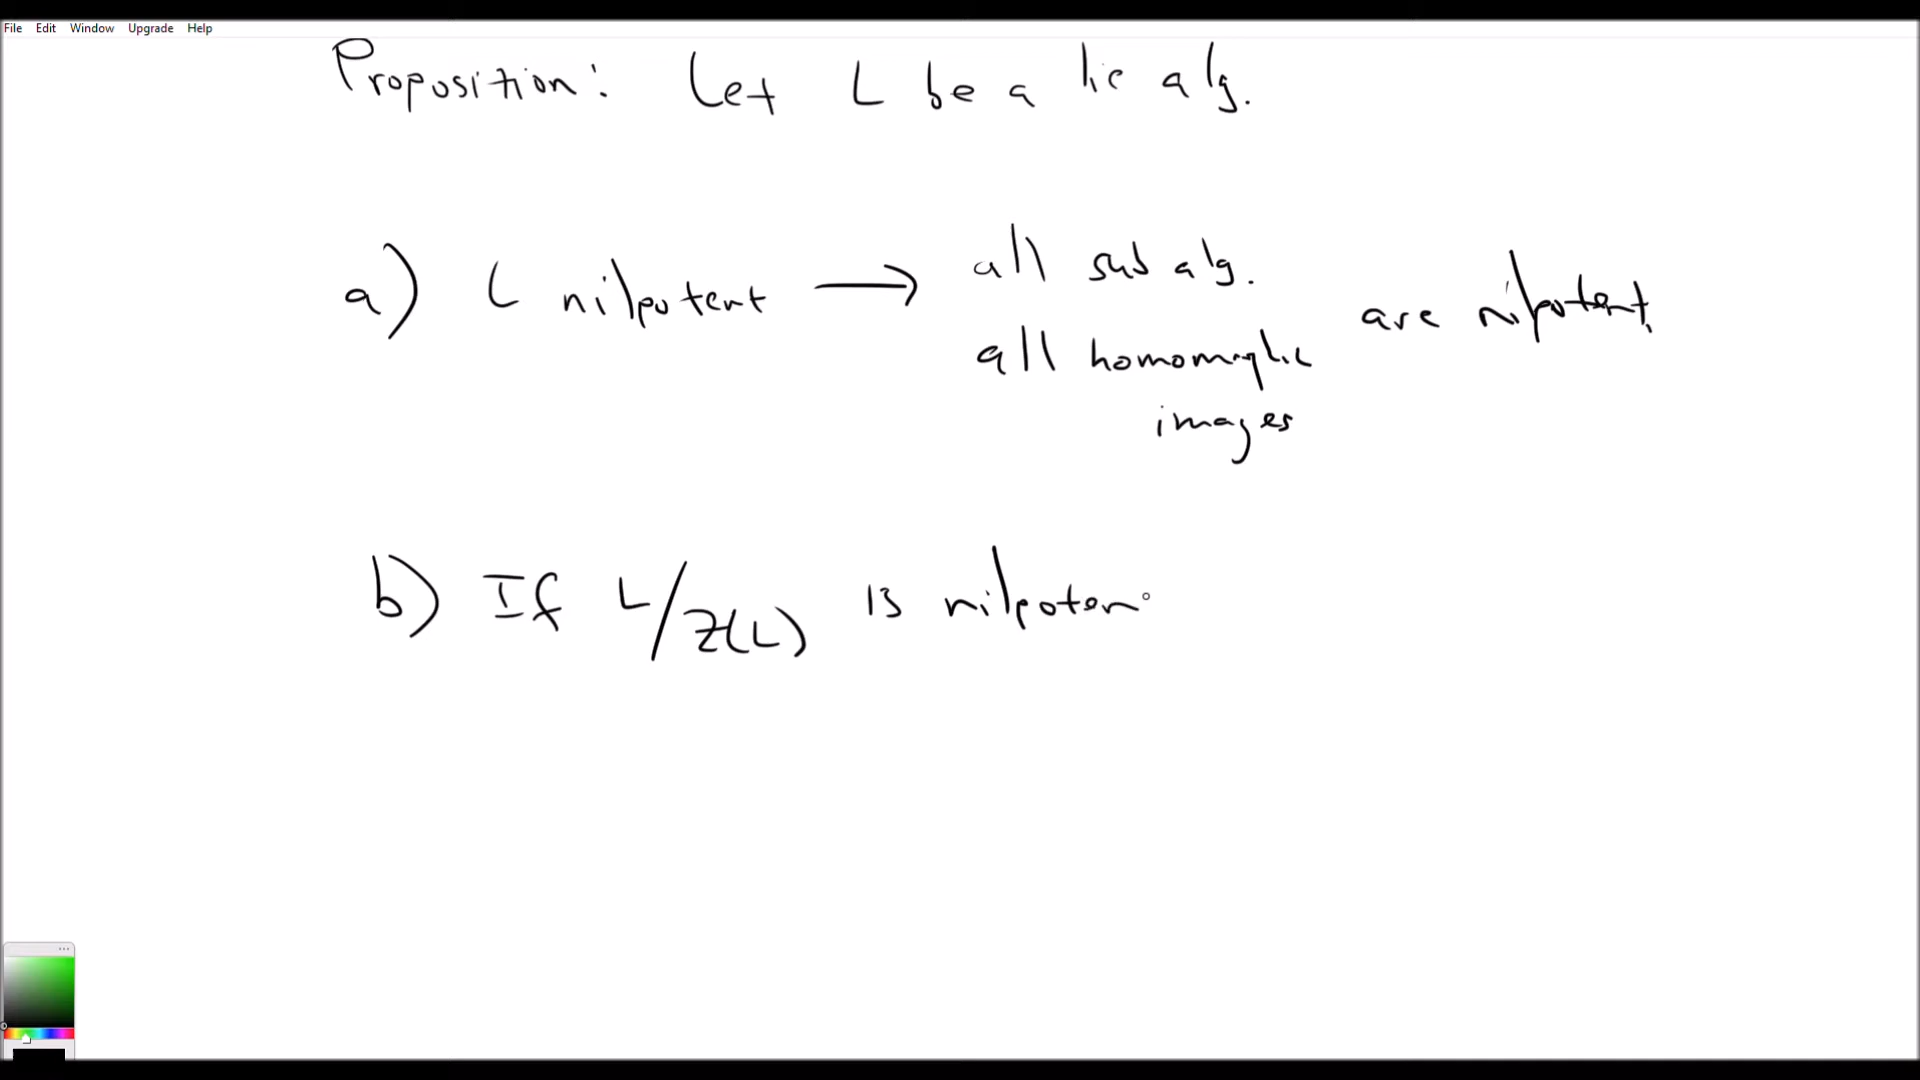 File Edit Window Upgrade Help
Proposition: Let L be a lie alg.
a) L nilpotent → all sub alg.
all homomorphic images
are nilpotent.
b) If L/Z(L) is nilpoten